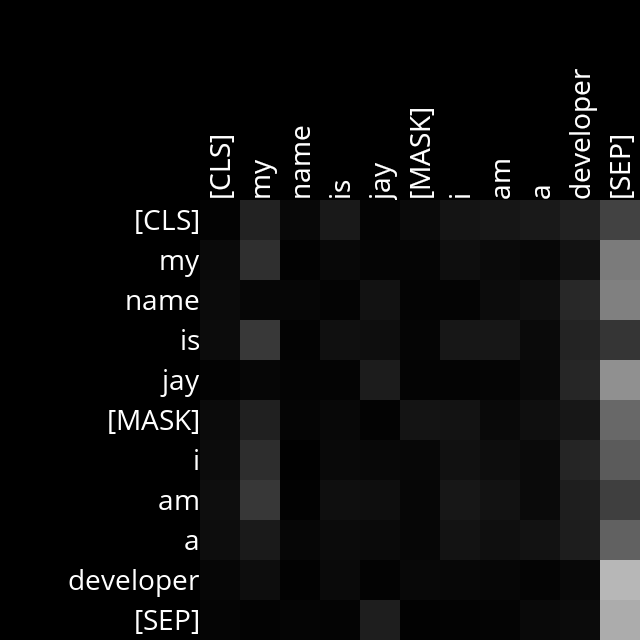 [CLS]
my
name
is
jay
[MASK]
i
am
a
developer
[SEP]
[CLS]
my
name
is
jay
[MASK]
i
am
a
developer
[SEP]